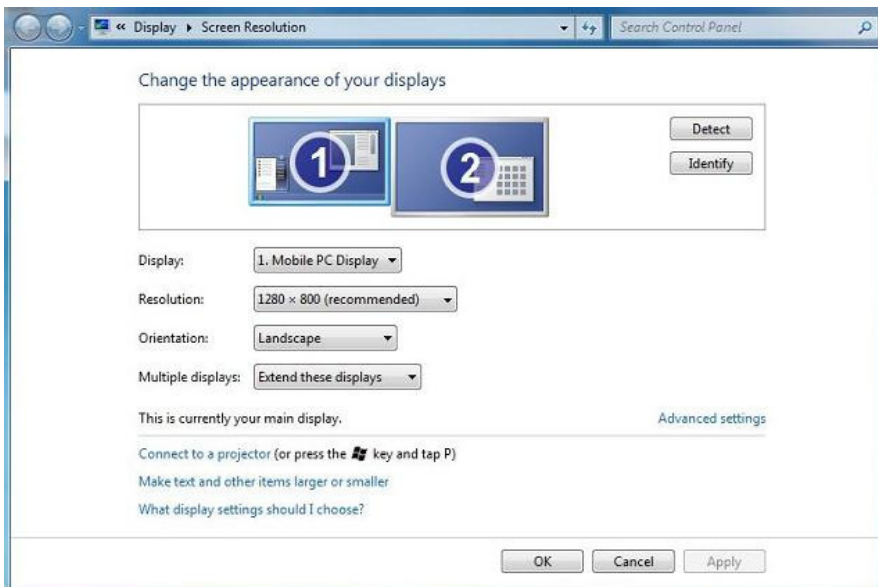 « Display ▸ Screen Resolution
Search Control Panel
Change the appearance of your displays
1
2
Detect
Identify
Display: 1. Mobile PC Display
Resolution: 1280 × 800 (recommended)
Orientation: Landscape
Multiple displays: Extend these displays
This is currently your main display. Advanced settings
Connect to a projector (or press the key and tap P)
Make text and other items larger or smaller
What display settings should I choose?
OK Cancel Apply